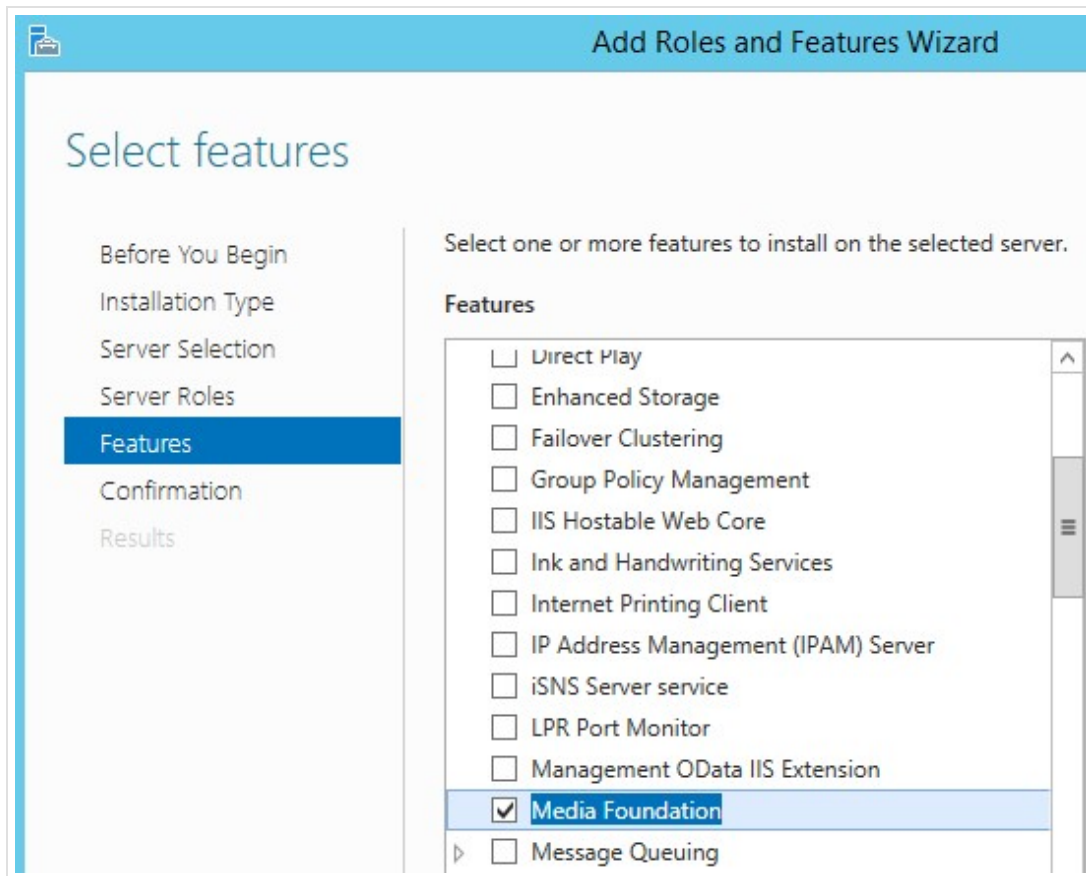 Add Roles and Features Wizard
Select features
Before You Begin
Installation Type
Server Selection
Server Roles
Features
Confirmation
Results
Select one or more features to install on the selected server.
Features
Direct Play
Enhanced Storage
Failover Clustering
Group Policy Management
IIS Hostable Web Core
Ink and Handwriting Services
Internet Printing Client
IP Address Management (IPAM) Server
iSNS Server service
LPR Port Monitor
Management OData IIS Extension
Media Foundation
Message Queuing